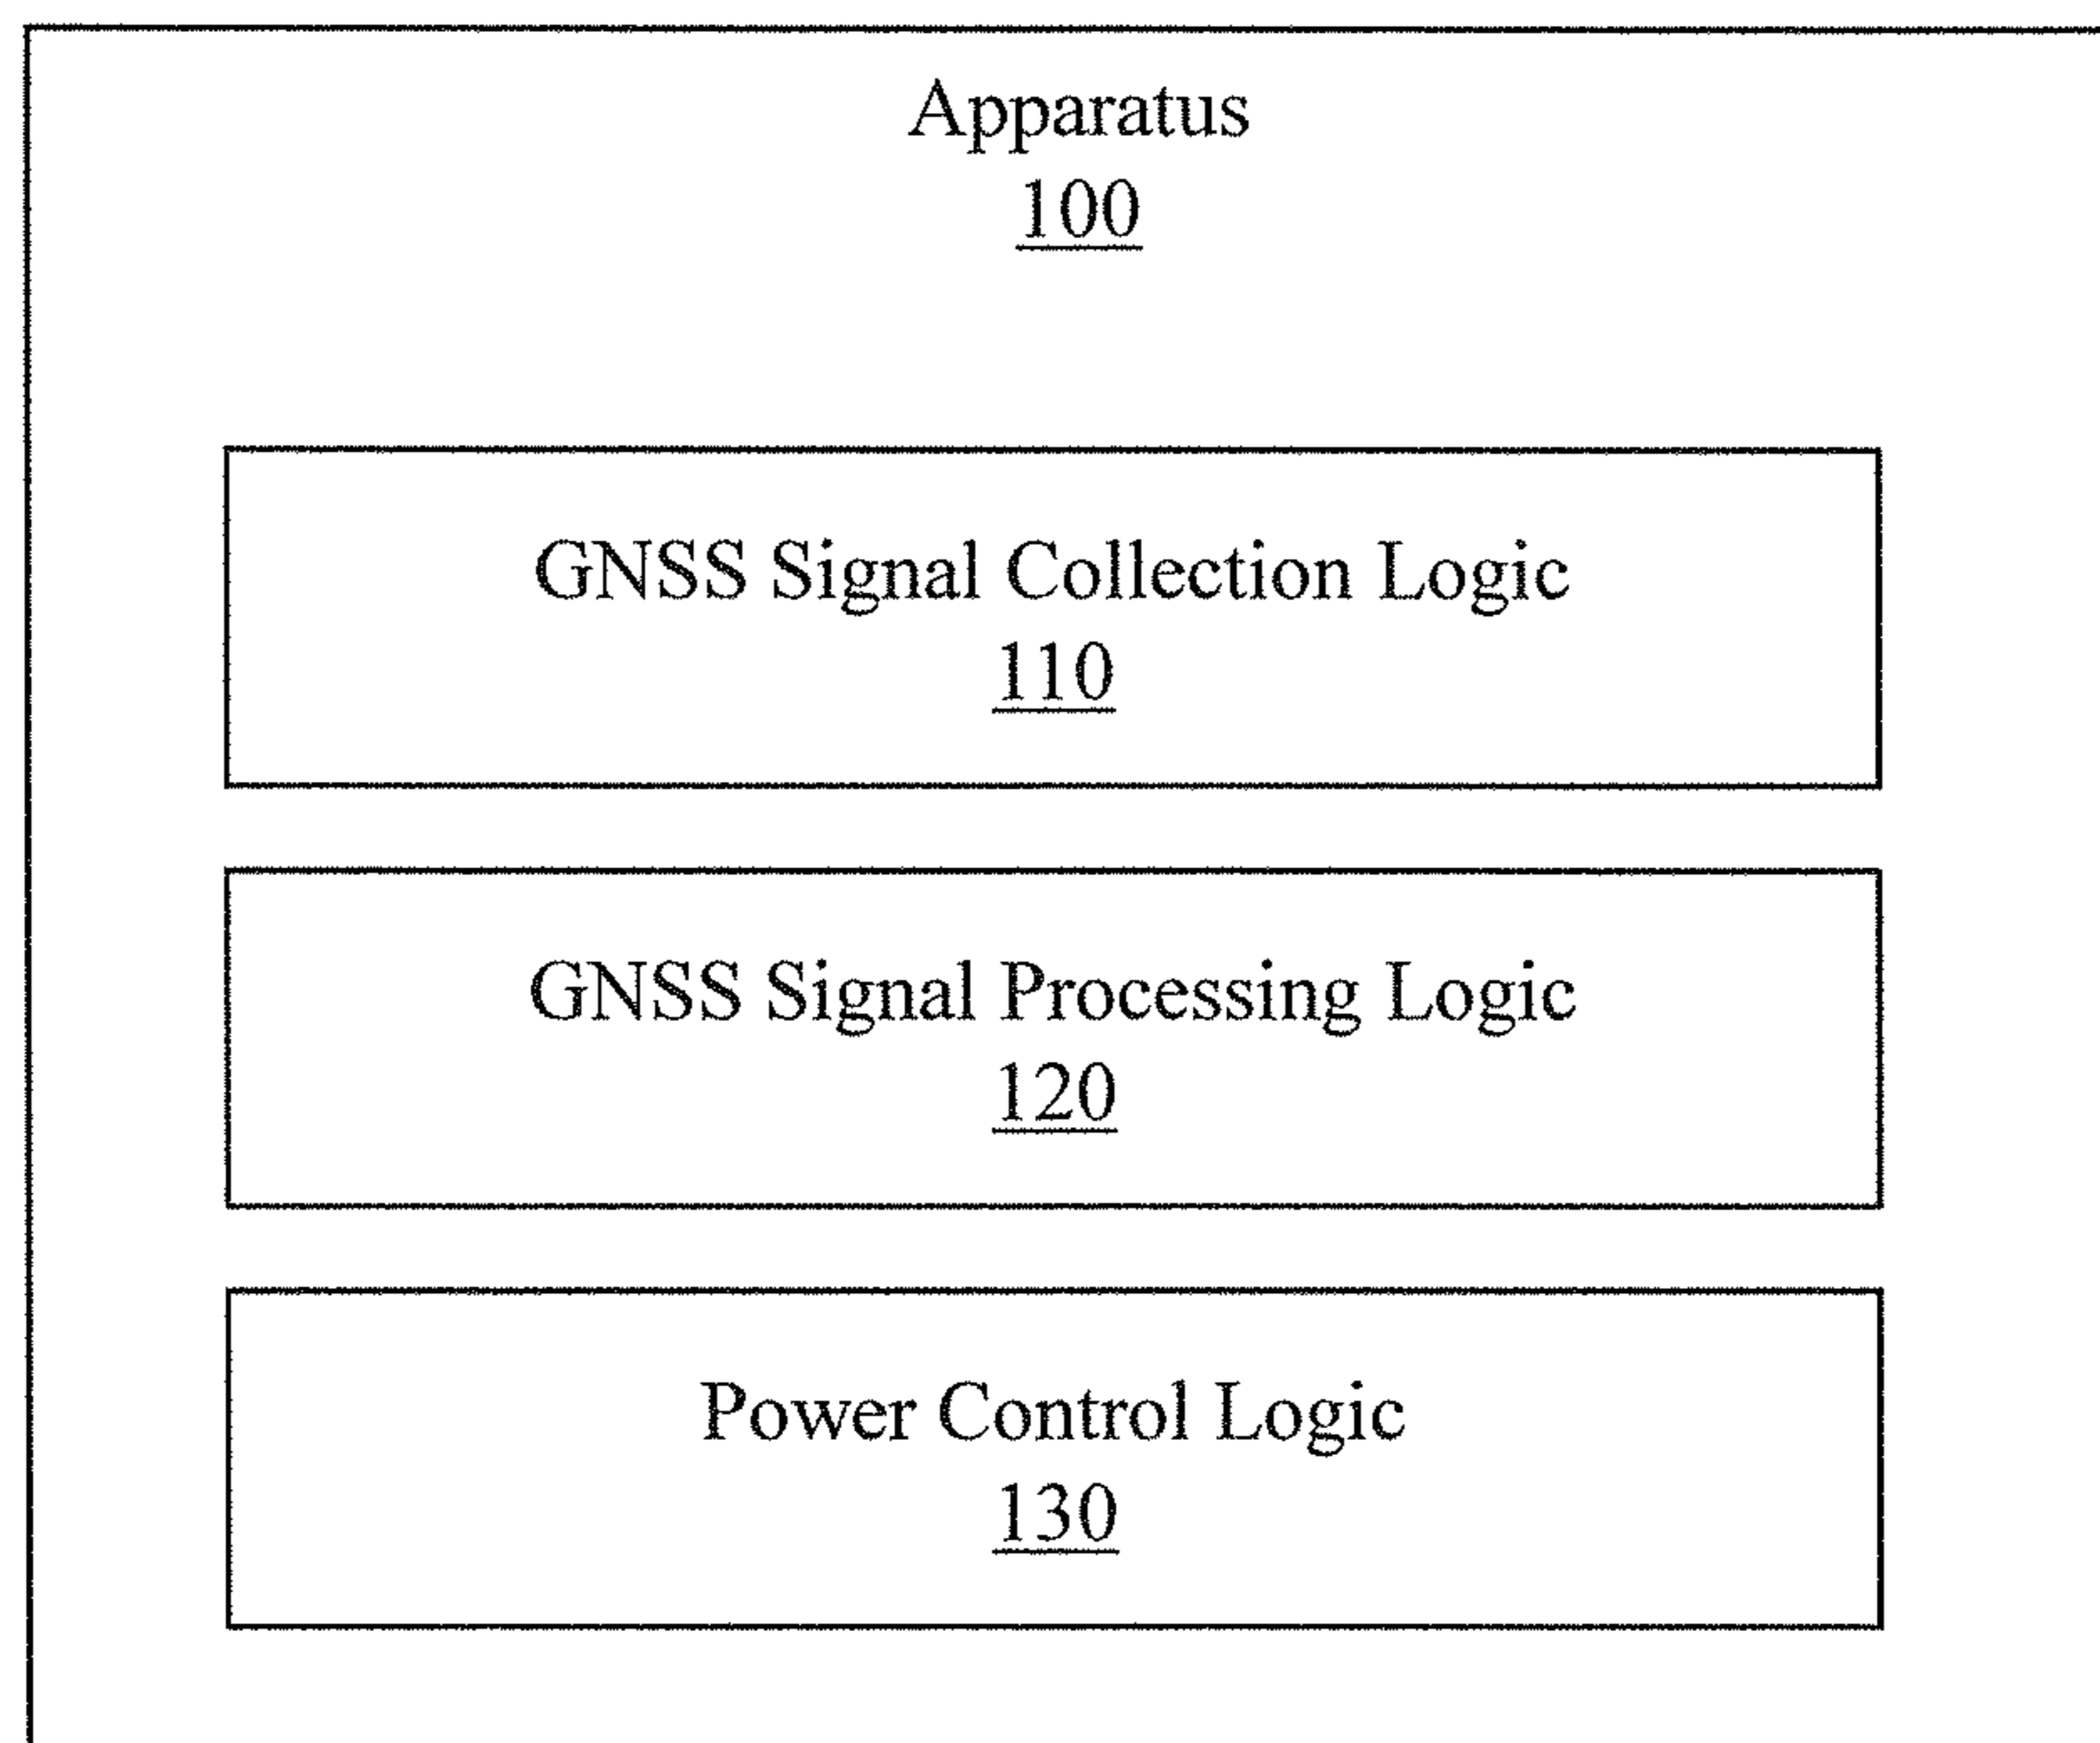 Apparatus
100
GNSS Signal Collection Logic
110
GNSS Signal Processing Logic
120
Power Control Logic
130